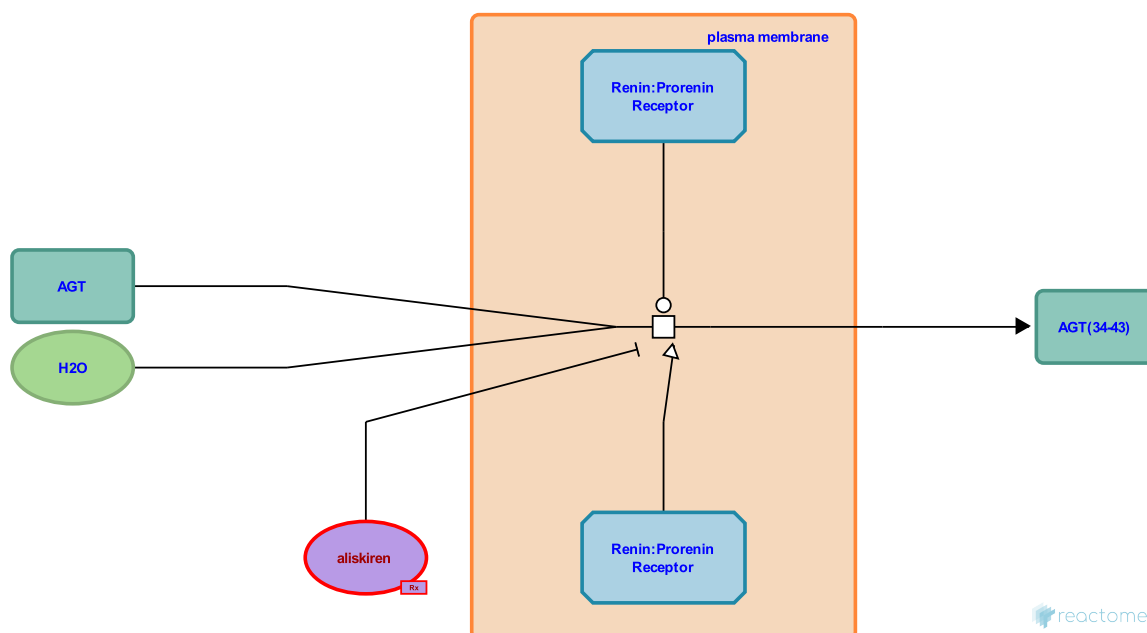 plasma membrane
Renin:Prorenin
Receptor
AGT
H2O
AGT(34-43)
aliskiren
Rx
Renin:Prorenin
Receptor
reactome